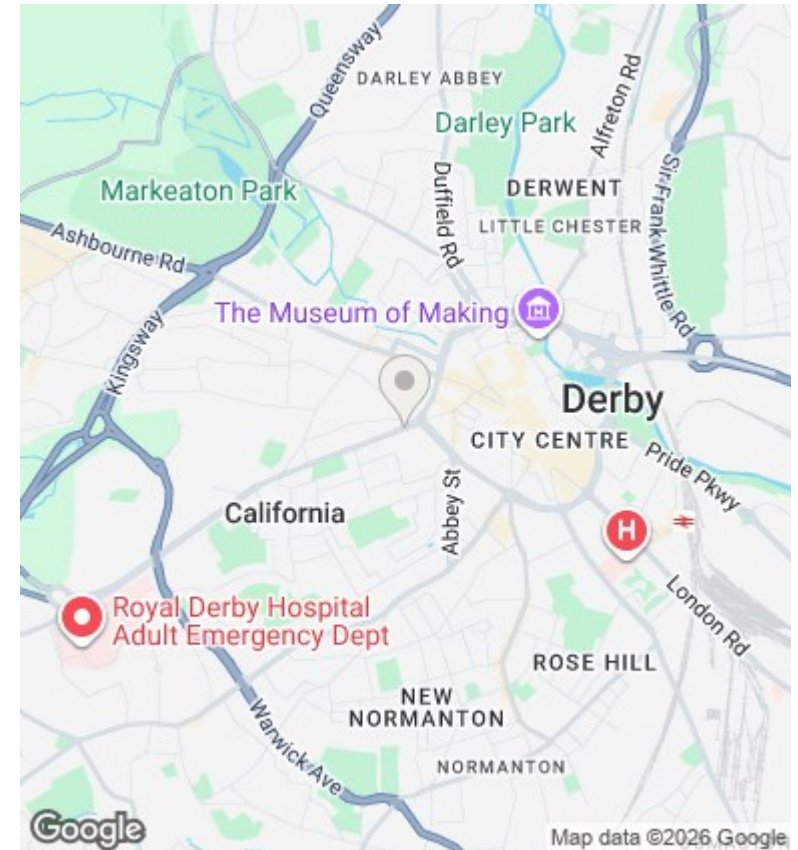 Queensway
DARLEY ABBEY
Darley Park
Alfreton Rd
Markeaton Park
Duffield Rd
DERWENT
LITTLE CHESTER
Sir Frank Whittle Rd
Ashbourne Rd
The Museum of Making
Kingsway
Derby
CITY CENTRE
Pride Pkwy
Abbey St
California
H
London Rd
Royal Derby Hospital
Adult Emergency Dept
ROSE HILL
NEW
NORMANTON
Warwick Ave
NORMANTON
Google
Map data ©2026 Google